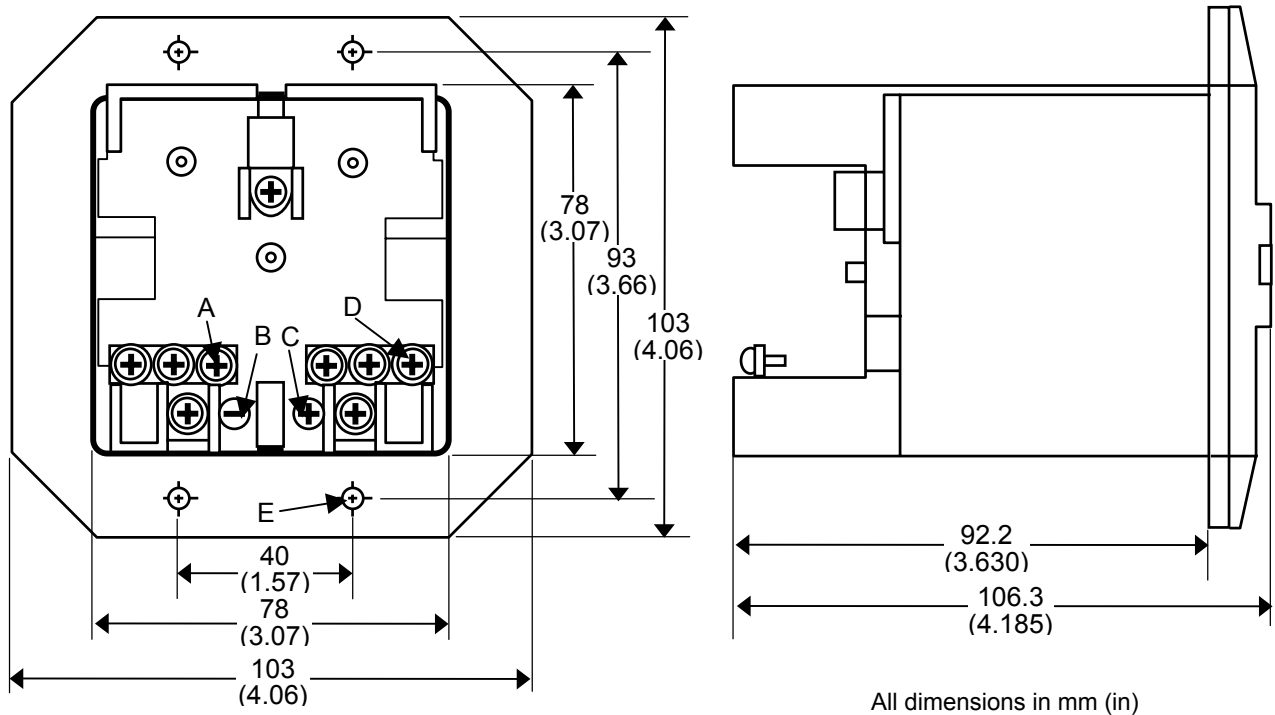 78
(3.07)
93
(3.66)
103
(4.06)
A
B
C
D
E
40
(1.57)
78
(3.07)
103
(4.06)
92.2
(3.630)
106.3
(4.185)
All dimensions in mm (in)